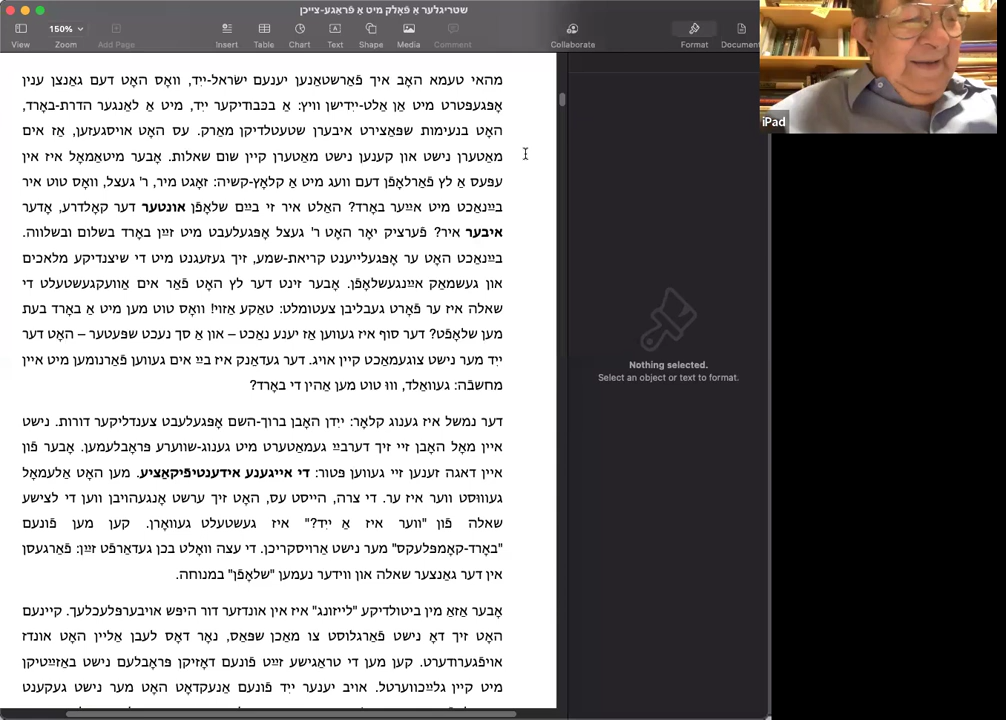 שטריגלער אַ פֿאָלק מיט אַ פֿראַגע-צייכן
150%
View Zoom Add Page Insert Table Chart Text Shape Media Comment Collaborate Format Documen
iPad
מהאי טעמא האָב איך פֿאַרשטאַנען יענעם ישׂראל-ייִד, וואָס האָט דעם גאַנצן ענין
אָפּגעפֿטרט מיט אַן אַלט-ייִדישן וויץ: אַ בכּבודיקער ייִד, מיט אַ לאַנגער הדרת-באָרד,
האָט בנעימות שפּאַצירט איבערן שטעטלדיקן מאַרק. עס האָט אויסגעזען, אַז אים
מאַטערן נישט און קענען נישט מאַטערן קיין שום שאלות. אָבער מיטאַמאָל איז אין
עפּעס אַ לץ פֿאַרלאָפֿן דעם וועג מיט אַ קלאָץ-קשיה: זאָגט מיר, ר' געצל, וואָס טוט איר
בײַנאַכט מיט אײַער באָרד? האַלט איר זי בײַם שלאָפֿן אונטער דער קאָלדרע, אָדער
איבער איר? פֿערציק יאָר האָט ר' געצל אָפּגעלעבט מיט זײַן באָרד בשלום ובשלווה.
בײַנאַכט האָט ער אָפּגעלייענט קריאת-שמע, זיך געזעגנט מיט די שיצנדיקע מלאכים
און געשמאַק אײַנגעשלאָפֿן. אָבער זינט דער לץ האָט פֿאַר אים אַוועקגעשטעלט די
שאלה איז ער פֿאָרט געבליבן צעטומלט: טאַקע אַזוי! וואָס טוט מען מיט אַ באָרד בעת
מען שלאָפֿט? דער סוף איז געווען אַז יענע נאַכט – און אַ סך נעכט שפּעטער – האָט דער
ייִד מער נישט צוגעמאַכט קיין אויג. דער געדאַנק איז בײַ אים געווען פֿאַרנומען מיט איין
מחשבֿה: געוואַלד, וווּ טוט מען אַהין די באָרד?
דער נמשל איז גענוג קלאָר: ייִדן האָבן ברוך-השם אָפּגעלעבט צענדליקער דורות. נישט
איין מאָל האָבן זיי זיך דערבײַ געמאַטערט מיט גענוג-שווערע פּראָבלעמען. אָבער פֿון
איין דאגה זענען זיי געווען פּטור: די אייגענע אידענטיפֿיקאַציע. מען האָט אַלעמאָל
געוווּסט ווער איז ער. די צרה, הייסט עס, האָט זיך ערשט אָנגעהויבן ווען די לצישע
שאלה פֿון "ווער איז אַ ייִד?" איז געשטעלט געוואָרן. קען מען פֿונעם
"באָרד-קאָמפּלעקס" מער נישט אַרויסקריכן. די עצה וואָלט בכן געדאַרפֿט זײַן: פֿאַרגעסן
אין דער גאַנצער שאלה און ווידער נעמען "שלאָפֿן" במנוחה.
אָבער אַזאַ מין ביטולדיקע "לייזונג" איז אין אונדזער דור היפּש אויבערפֿלעכלעך. קיינעם
האָט זיך דאָ נישט פֿאַרגלוסט צו מאַכן שפּאַס, נאָר דאָס לעבן אַליין האָט אונדז
אויפֿגערודערט. קען מען די טראַגישע זײַט פֿונעם דאָזיקן פּראָבלעם נישט באַזײַטיקן
מיט קיין גלײַכווערטל. אויב יענער ייִד פֿונעם אַנעקדאָט האָט מער נישט געקענט
Nothing selected.
Select an object or text to format.